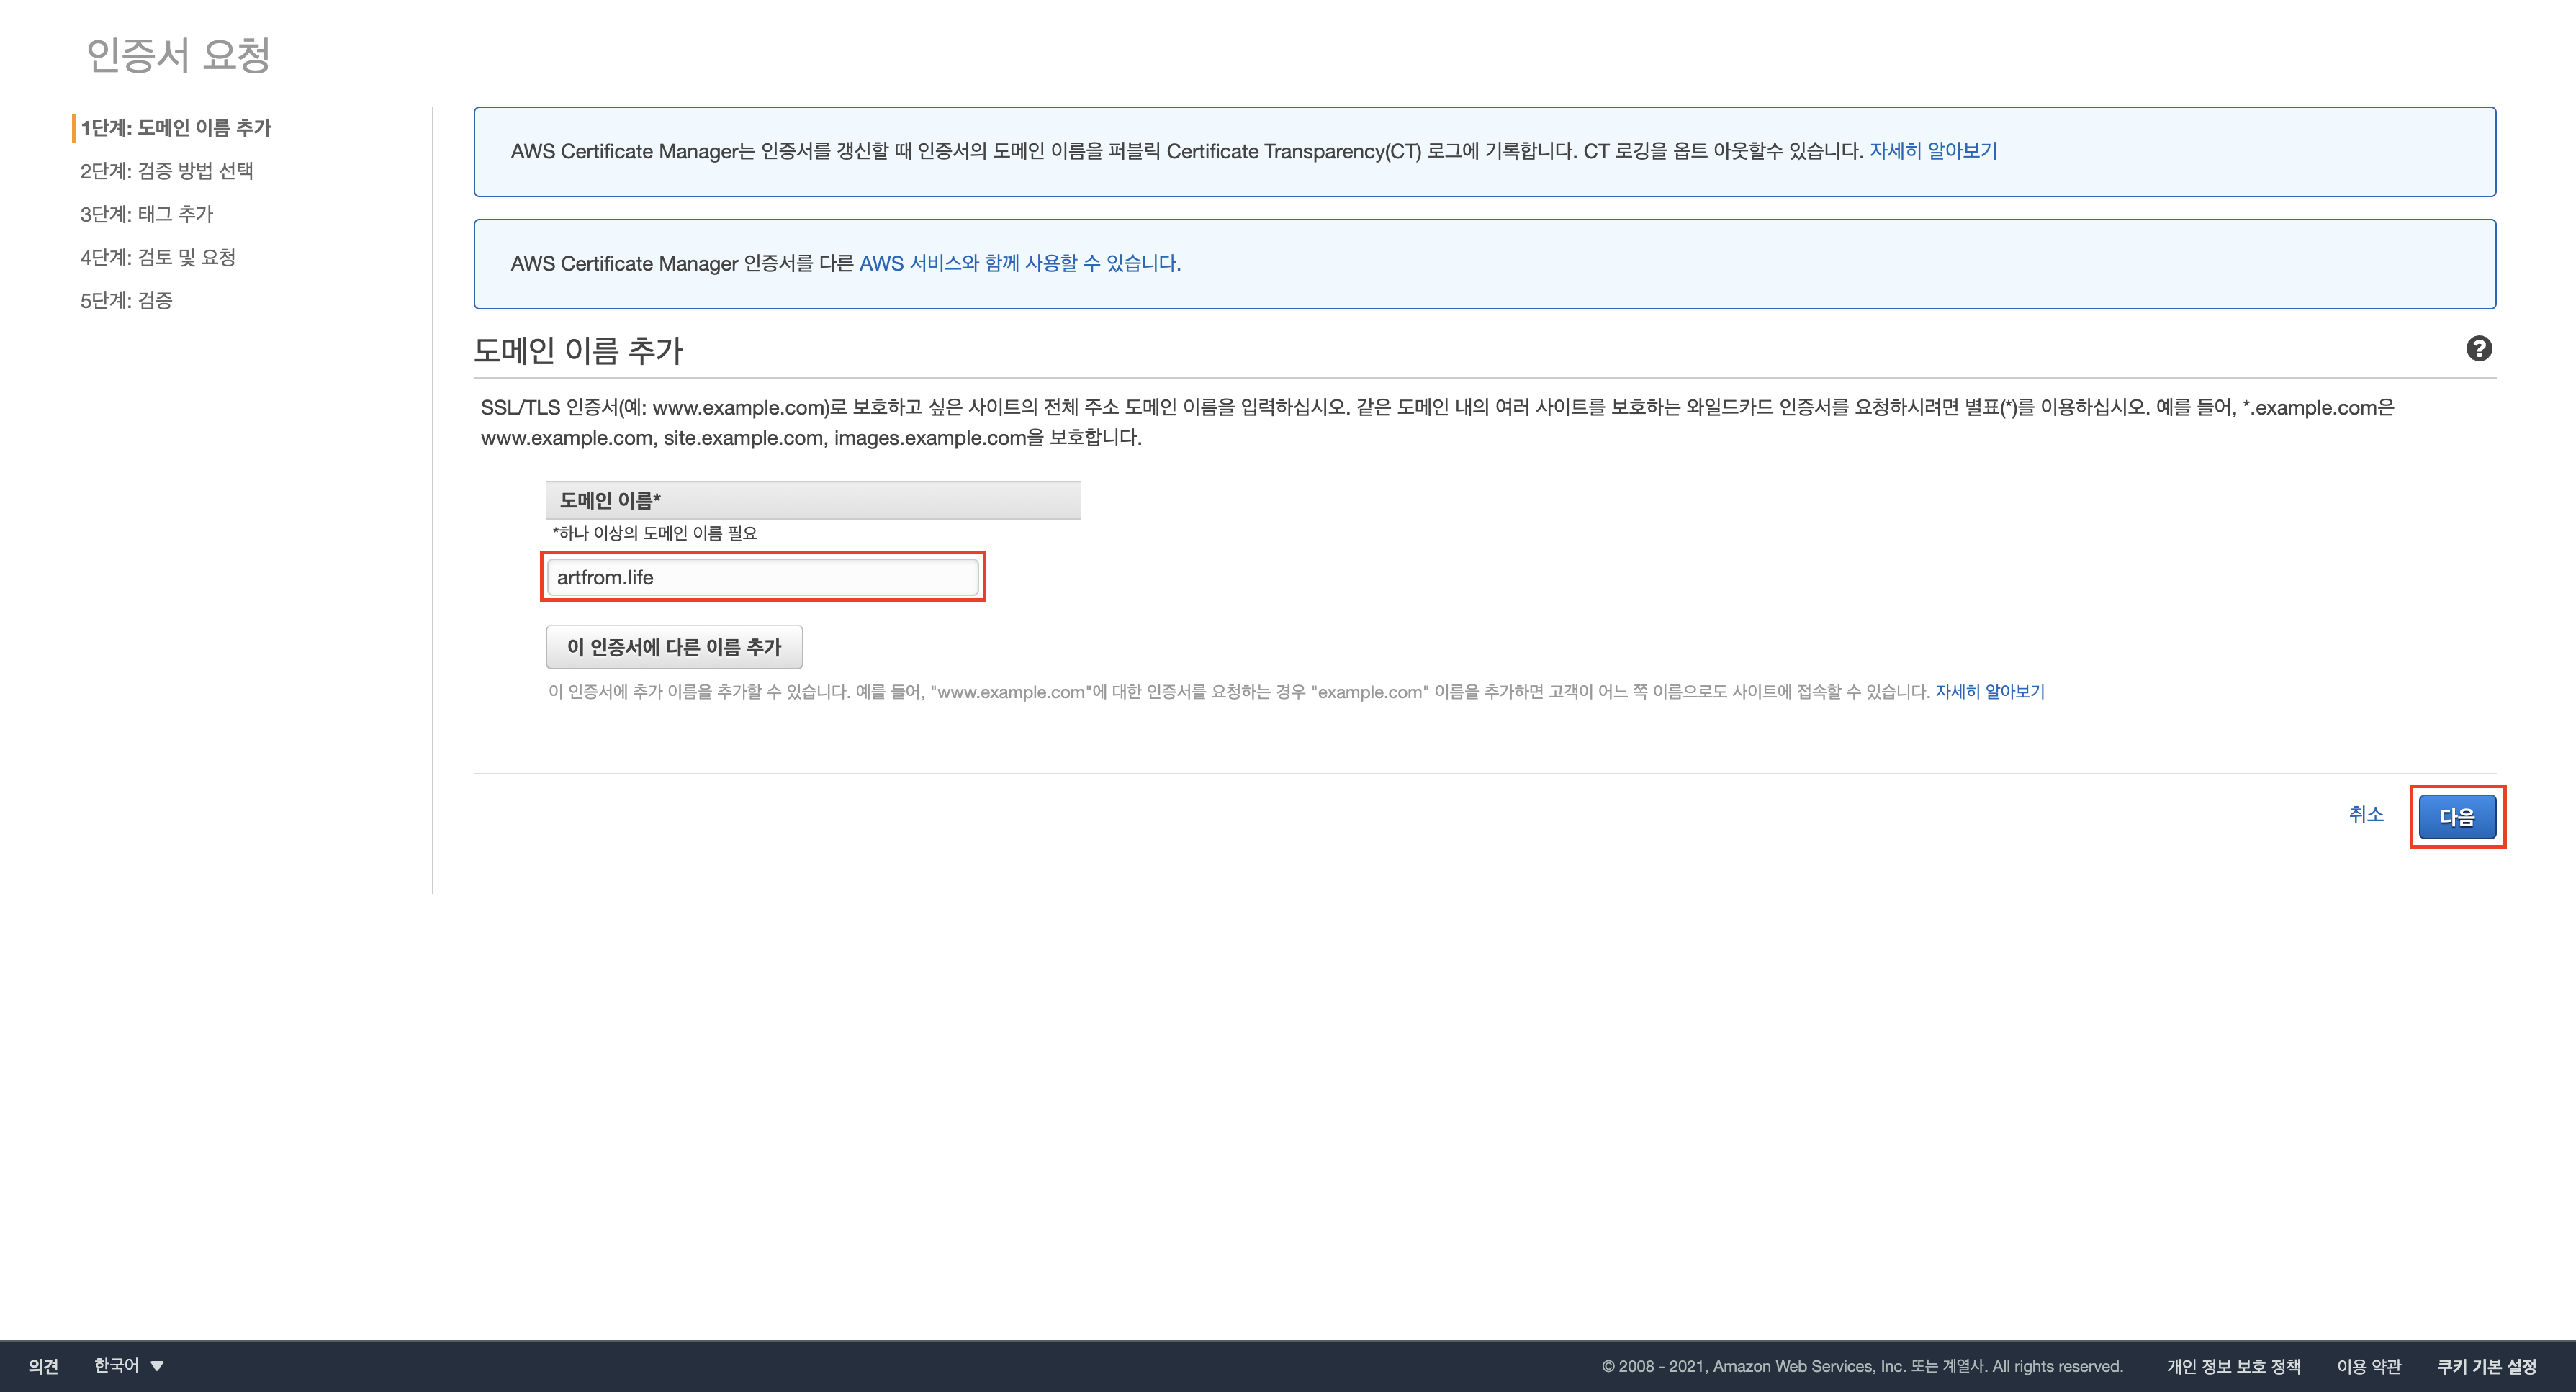 인증서 요청
1단계: 도메인 이름 추가
2단계: 검증 방법 선택
3단계: 태그 추가
4단계: 검토 및 요청
5단계: 검증
AWS Certificate Manager는 인증서를 갱신할 때 인증서의 도메인 이름을 퍼블릭 Certificate Transparency(CT) 로그에 기록합니다. CT 로깅을 옵트 아웃할수 있습니다. 자세히 알아보기
AWS Certificate Manager 인증서를 다른 AWS 서비스와 함께 사용할 수 있습니다.
도메인 이름 추가
SSL/TLS 인증서(예: www.example.com)로 보호하고 싶은 사이트의 전체 주소 도메인 이름을 입력하십시오. 같은 도메인 내의 여러 사이트를 보호하는 와일드카드 인증서를 요청하시려면 별표(*)를 이용하십시오. 예를 들어, *.example.com은
www.example.com, site.example.com, images.example.com을 보호합니다.
도메인 이름*
*하나 이상의 도메인 이름 필요
artfrom.life
이 인증서에 다른 이름 추가
이 인증서에 추가 이름을 추가할 수 있습니다. 예를 들어, "www.example.com"에 대한 인증서를 요청하는 경우 "example.com" 이름을 추가하면 고객이 어느 쪽 이름으로도 사이트에 접속할 수 있습니다. 자세히 알아보기
취소 다음
의견 한국어 © 2008 - 2021, Amazon Web Services, Inc. 또는 계열사. All rights reserved. 개인 정보 보호 정책 이용 약관 쿠키 기본 설정